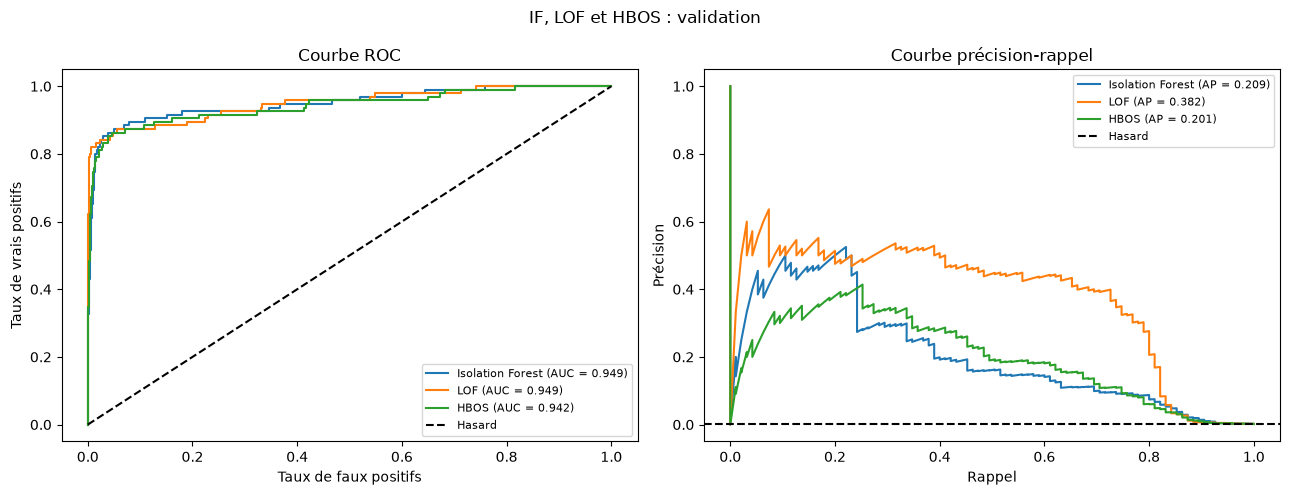 IF, LOF et HBOS : validation
Courbe ROC
1.0
0.8
0.6
0.4
0.2
0.0
Taux de vrais positifs
0.0 0.2 0.4 0.6 0.8 1.0
Taux de faux positifs
Isolation Forest (AUC = 0.949)
LOF (AUC = 0.949)
HBOS (AUC = 0.942)
Hasard
Courbe précision-rappel
1.0
0.8
0.6
0.4
0.2
0.0
Précision
0.0 0.2 0.4 0.6 0.8 1.0
Rappel
Isolation Forest (AP = 0.209)
LOF (AP = 0.382)
HBOS (AP = 0.201)
Hasard